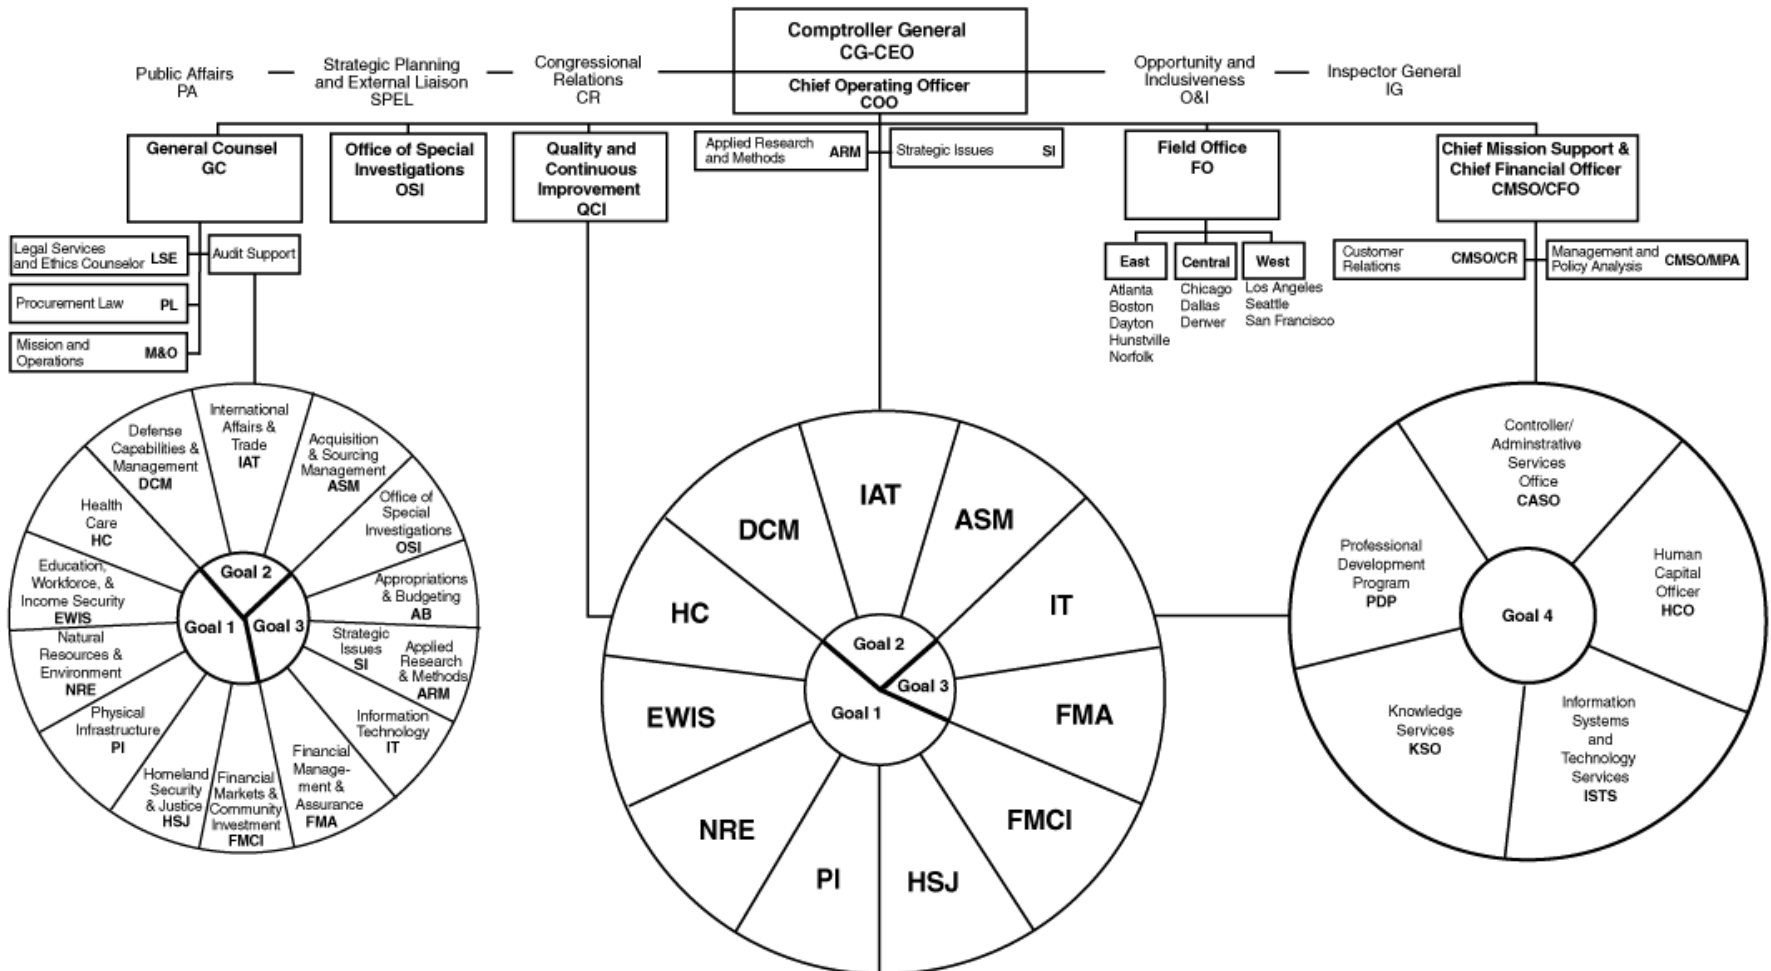 Comptroller General
CG-CEO
Chief Operating Officer
COO
Public Affairs
PA
Strategic Planning
and External Liaison
SPEL
Congressional
Relations
CR
Opportunity and
Inclusiveness
O&I
Inspector General
IG
General Counsel
GC
Office of Special
Investigations
OSI
Quality and
Continuous
Improvement
QCI
Applied Research
and Methods
ARM
Strategic Issues
SI
Field Office
FO
Chief Mission Support &
Chief Financial Officer
CMSO/CFO
Legal Services
and Ethics Counselor
LSE
Audit Support
Procurement Law
PL
Mission and
Operations
M&O
East
Atlanta
Boston
Dayton
Hunstville
Norfolk
Central
Chicago
Dallas
Denver
West
Los Angeles
Seattle
San Francisco
Customer
Relations
CMSO/CR
Management and
Policy Analysis
CMSO/MPA
International
Affairs &
Trade
IAT
Acquisition
& Sourcing
Management
ASM
Office of
Special
Investigations
OSI
Appropriations
& Budgeting
AB
Strategic
Issues
SI
Applied
Research
& Methods
ARM
Information
Technology
IT
Financial
Manage-
ment &
Assurance
FMA
Financial
Markets &
Community
Investment
FMCI
Homeland
Security
& Justice
HSJ
Physical
Infrastructure
PI
Natural
Resources &
Environment
NRE
Education,
Workforce, &
Income Security
EWIS
Health
Care
HC
Defense
Capabilities &
Management
DCM
Goal 2
Goal 1
Goal 3
IAT
ASM
IT
FMA
FMCI
HSJ
PI
NRE
EWIS
HC
DCM
Goal 2
Goal 3
Goal 1
Controller/
Adminstrative
Services
Office
CASO
Human
Capital
Officer
HCO
Information
Systems
and
Technology
Services
ISTS
Knowledge
Services
KSO
Professional
Development
Program
PDP
Goal 4